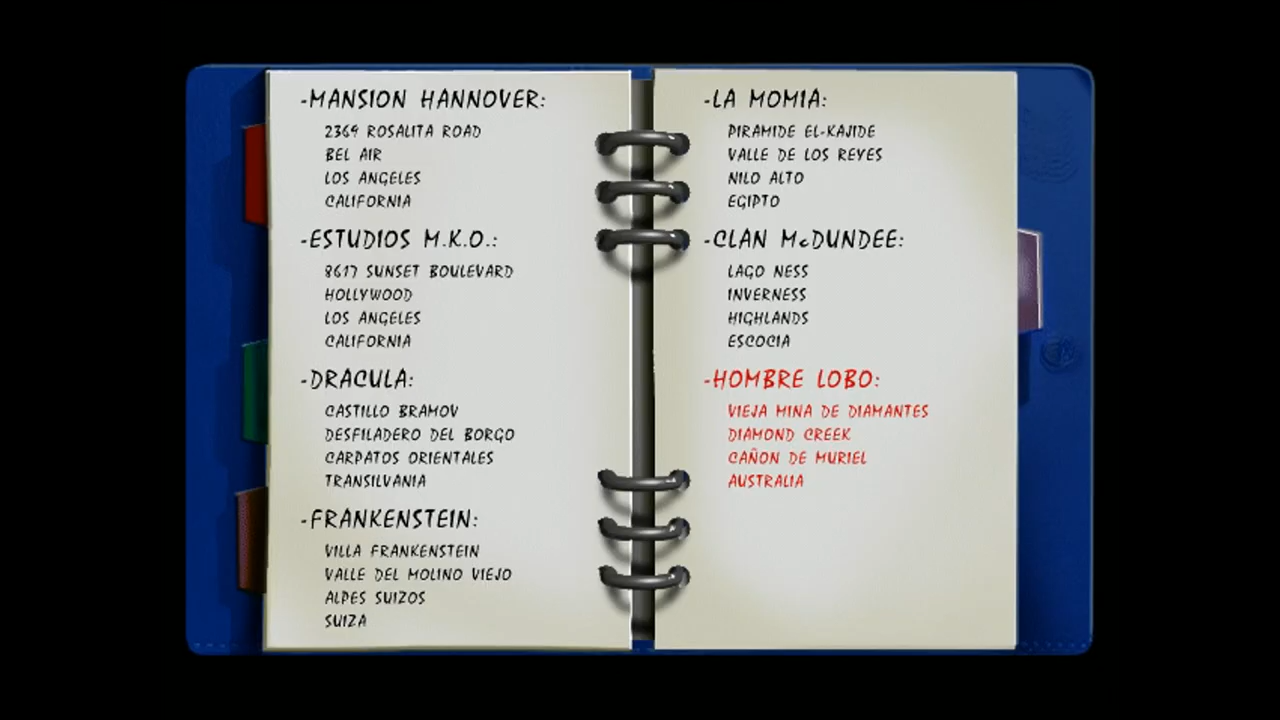 -MANSION HANNOVER:
2369 ROSALITA ROAD
BEL AIR
LOS ANGELES
CALIFORNIA
-ESTUDIOS M.K.O.:
8617 SUNSET BOULEVARD
HOLLYWOOD
LOS ANGELES
CALIFORNIA
-DRACULA:
CASTILLO BRAMOV
DESFILADERO DEL BORGO
CARPATOS ORIENTALES
TRANSILVANIA
-FRANKENSTEIN:
VILLA FRANKENSTEIN
VALLE DEL MOLINO VIEJO
ALPES SUIZOS
SUIZA
-LA MOMIA:
PIRAMIDE EL-KAJIDE
VALLE DE LOS REYES
NILO ALTO
EGIPTO
-CLAN McDUNDEE:
LAGO NESS
INVERNESS
HIGHLANDS
ESCOCIA
-HOMBRE LOBO:
VIEJA MINA DE DIAMANTES
DIAMOND CREEK
CAÑON DE MURIEL
AUSTRALIA